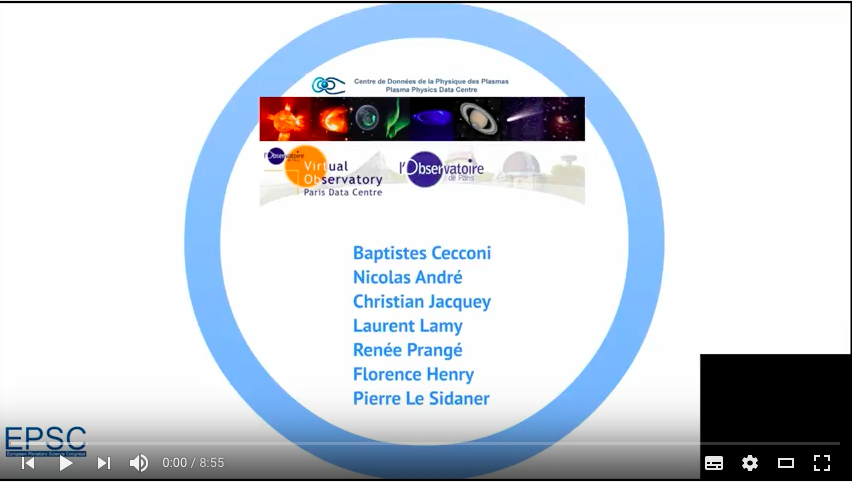 Centre de Données de la Physique des Plasmas
Plasma Physics Data Centre
l'Observatoire
Virtual
Observatory
Paris Data Centre
l'Observatoire
de Paris
Baptistes Cecconi
Nicolas André
Christian Jacquey
Laurent Lamy
Renée Prangé
Florence Henry
Pierre Le Sidaner
EPSC
European Planetary Science Congress
0:00 / 8:55